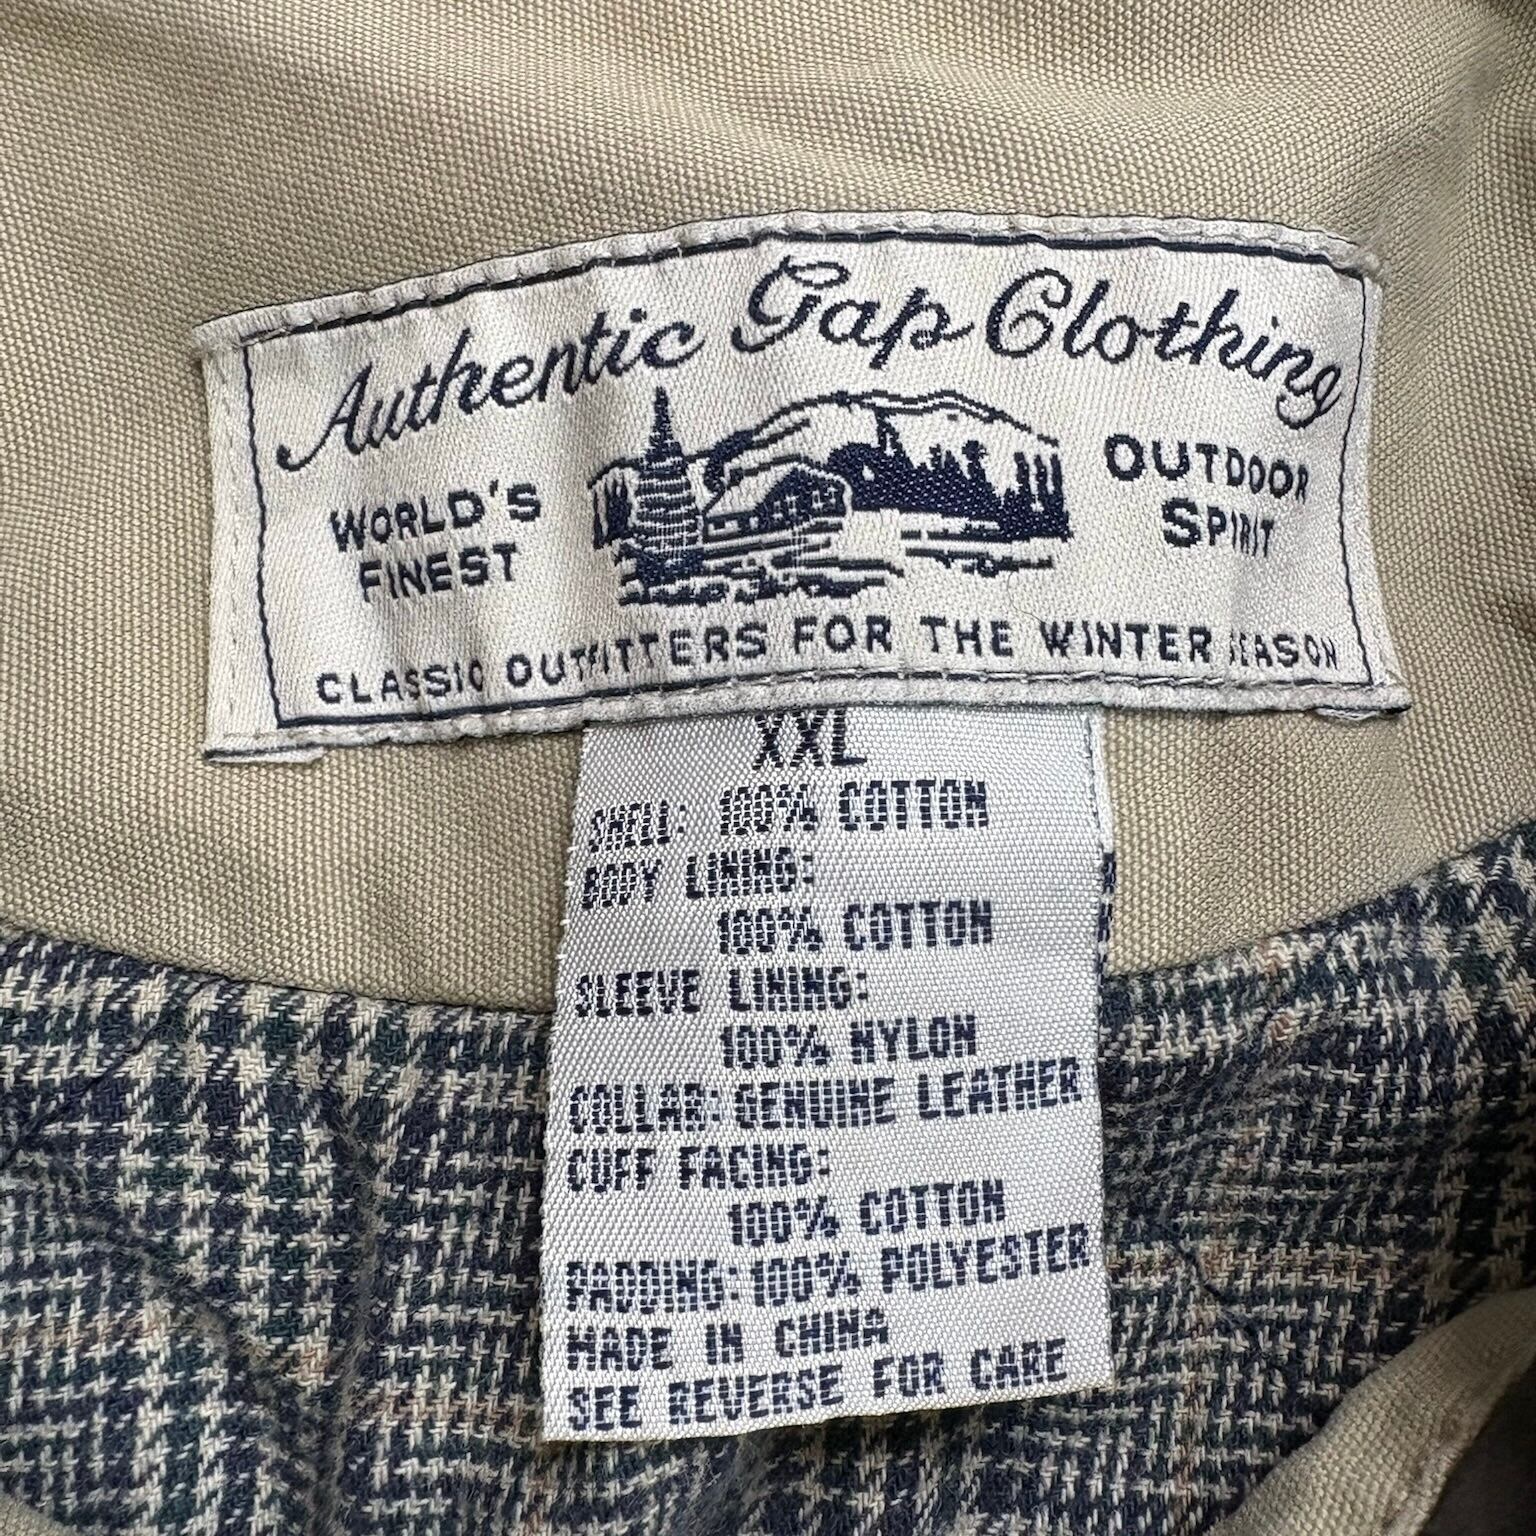 Authentic Gap Clothing
WORLD'S
FINEST
OUTDOOR
SPIRIT
CLASSIC OUTFITTERS FOR THE WINTER SEASON
XXL
SHELL: 100% COTTON
BODY LINING:
100% COTTON
SLEEVE LINING:
100% NYLON
COLLAR: GENUINE LEATHER
CUFF FACING:
100% COTTON
PADDING: 100% POLYESTER
MADE IN CHINA
SEE REVERSE FOR CARE